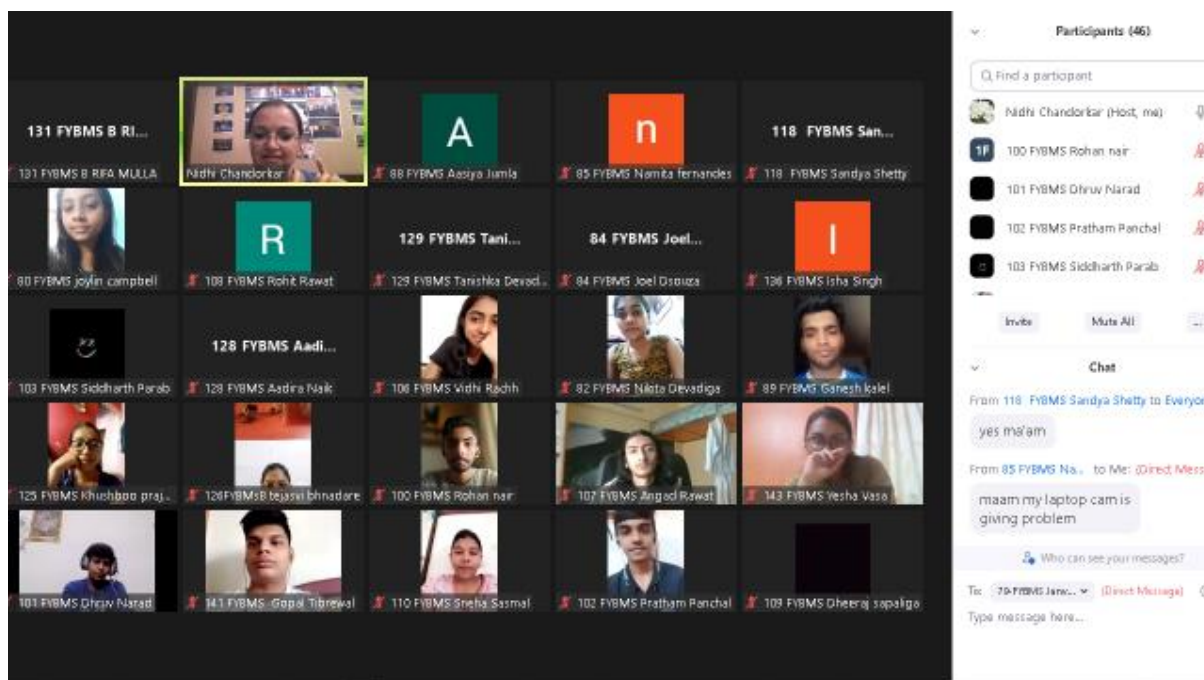 131 FYBMS B RI...
131 FYBMS B RIFA MULLA
Nidhi Chandorkar
A
88 FYBMS Aasiya Jumla
n
85 FYBMS Namita fernandes
118 FYBMS San...
118 FYBMS Sandya Shetty
80 FYBMS joylin campbell
R
108 FYBMS Rohit Rawat
129 FYBMS Tani...
129 FYBMS Tanishka Devad...
84 FYBMS Joel...
84 FYBMS Joel Dsouza
I
136 FYBMS Isha Singh
103 FYBMS Siddharth Parab
128 FYBMS Aadi...
128 FYBMS Aadira Naik
106 FYBMS Vidhi Rachh
82 FYBMS Nikita Devadiga
89 FYBMS Ganesh kalel
125 FYBMS Khushboo praj...
126FYBMSB tejasvi bhnadare
100 FYBMS Rohan nair
107 FYBMS Angad Rawat
143 FYBMS Yesha Vasa
101 FYBMS Dhruv Narad
141 FYBMS Gopal Tibrewal
110 FYBMS Sneha Sasmal
102 FYBMS Pratham Panchal
109 FYBMS Dheeraj sapaliga
Participants (46)
Find a participant
Nidhi Chandorkar (Host, me)
1F
100 FYBMS Rohan nair
101 FYBMS Dhruv Narad
102 FYBMS Pratham Panchal
103 FYBMS Siddharth Parab
Invite
Mute All
...
Chat
From 118 FYBMS Sandya Shetty to Everyon
yes ma'am
From 85 FYBMS Na... to Me: (Direct Mess
maam my laptop cam is
giving problem
Who can see your messages?
To: 79-FYBMS Janv... (Direct Message)
Type message here...